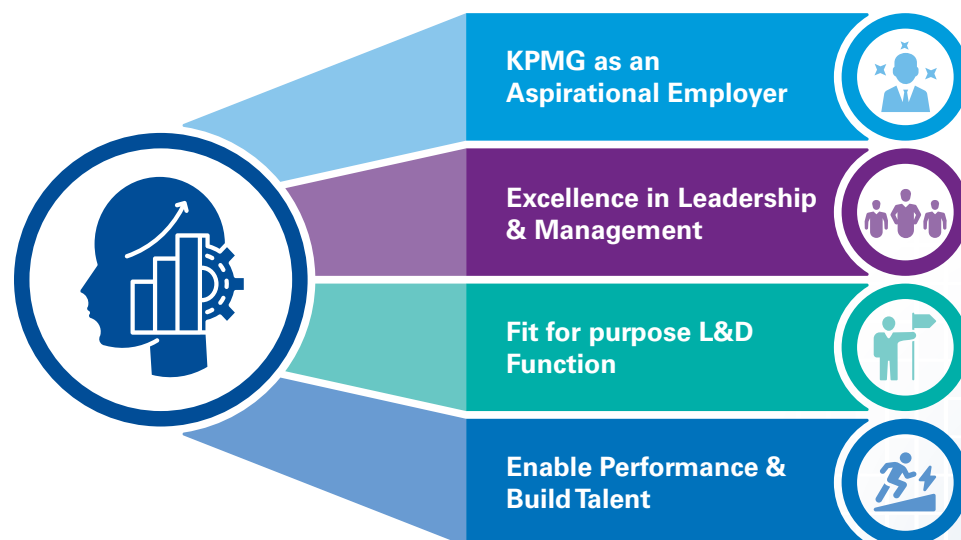 KPMG as an
Aspirational Employer
Excellence in Leadership
& Management
Fit for purpose L&D
Function
Enable Performance &
Build Talent